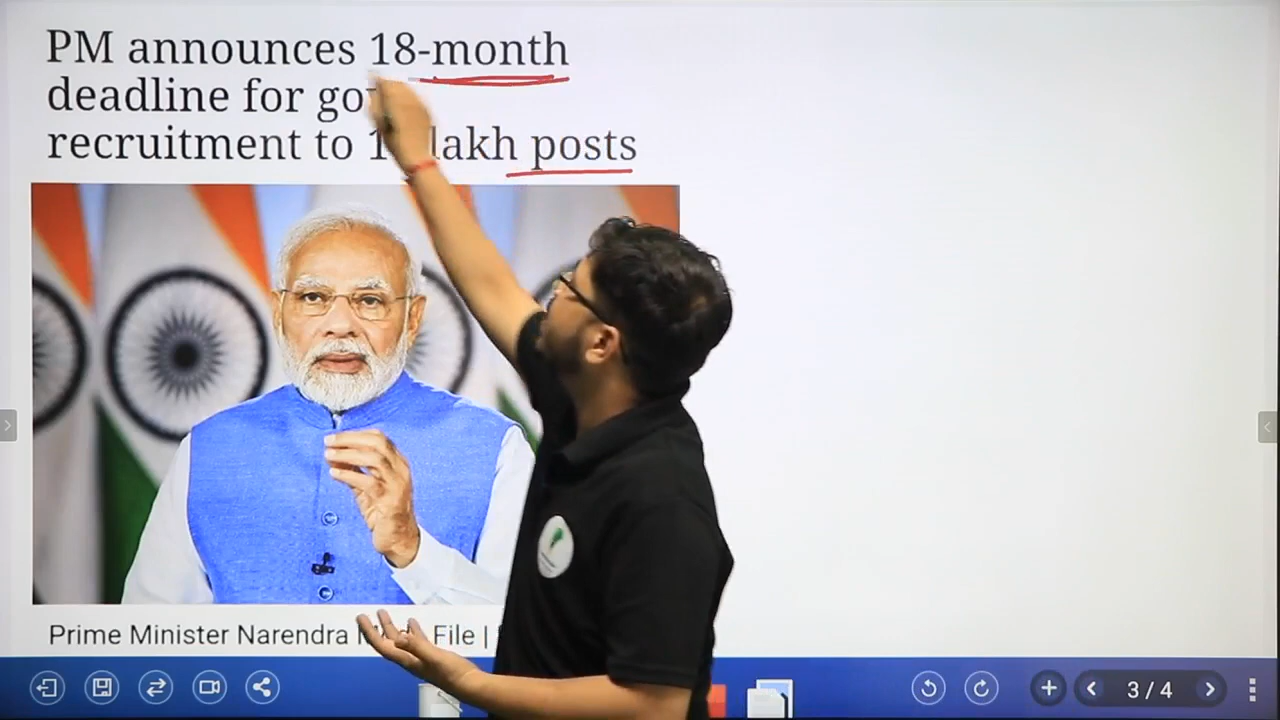 PM announces 18-month
deadline for
recruitment to lakh posts
Prime Minister Narendra File |
3 / 4